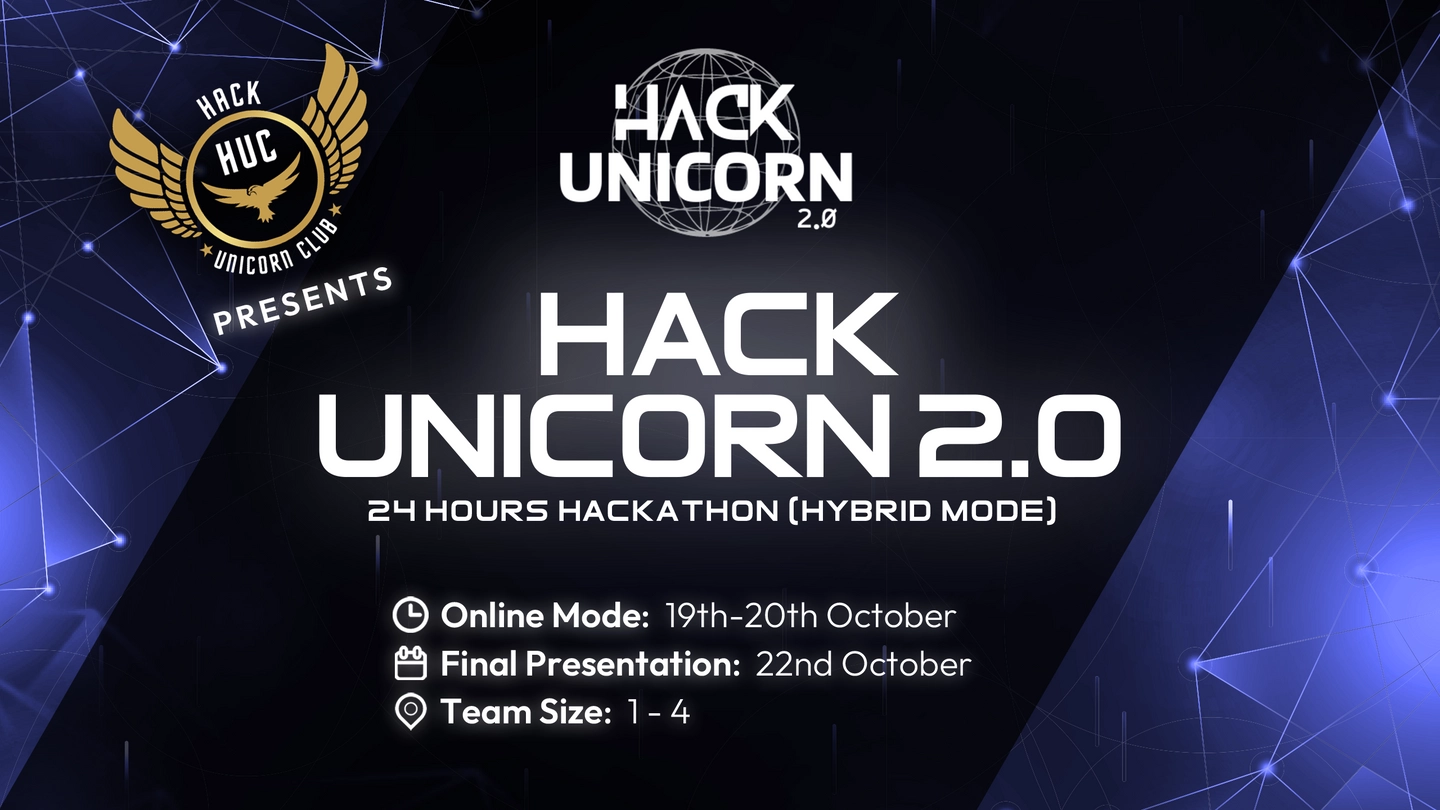 HACK
HUC
UNICORN CLUB
PRESENTS
HACK
UNICORN
2.0
HACK
UNICORN 2.0
24 HOURS HACKATHON (HYBRID MODE)
Online Mode: 19th-20th October
Final Presentation: 22nd October
Team Size: 1 - 4